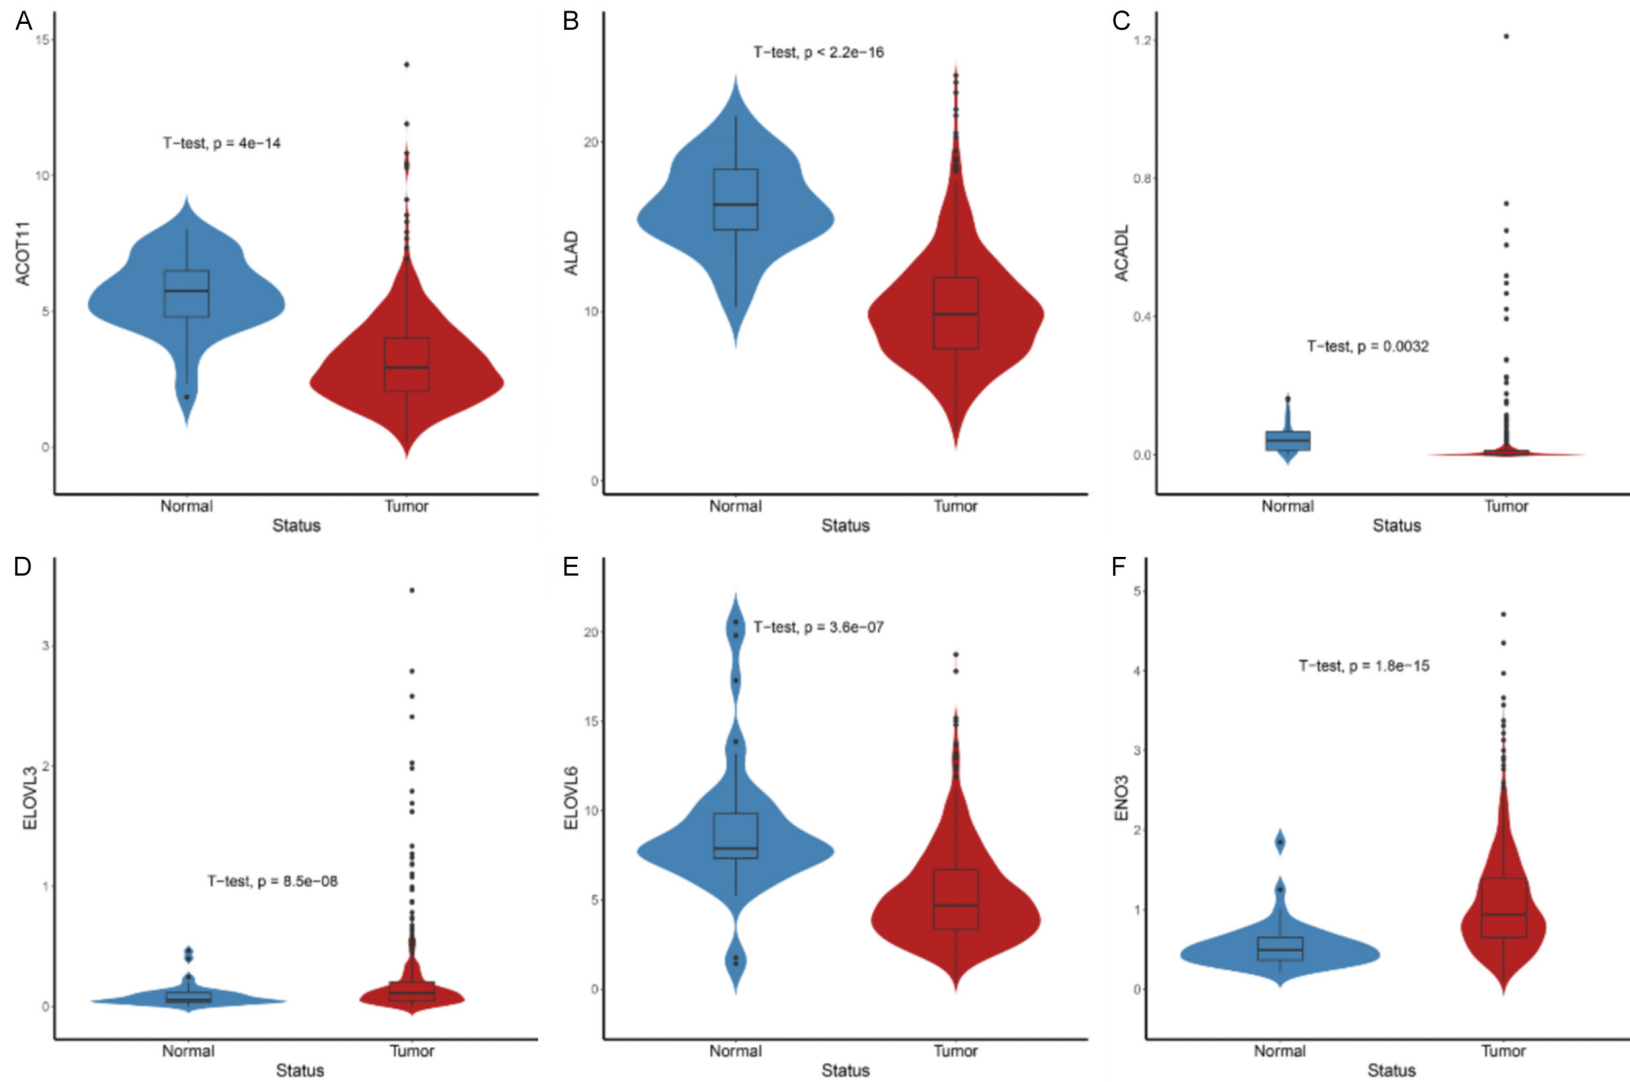 A
15
10
5
0
ACOT11
T-test, p = 4e-14
Normal
Tumor
Status
B
20
10
0
ALAD
T-test, p < 2.2e-16
Normal
Tumor
Status
C
1.2
0.8
0.4
0.0
ACADL
T-test, p = 0.0032
Normal
Tumor
Status
D
3
2
1
0
ELOVL3
T-test, p = 8.5e-08
Normal
Tumor
Status
E
20
15
10
5
0
ELOVL6
T-test, p = 3.6e-07
Normal
Tumor
Status
F
5
4
3
2
1
0
ENO3
T-test, p = 1.8e-15
Normal
Tumor
Status